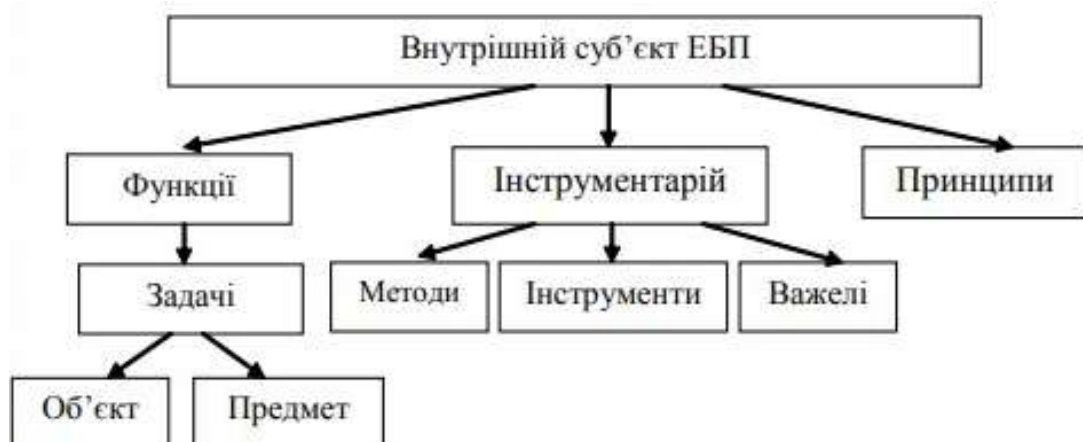 Внутрішній суб’єкт ЕБП
Функції
Інструментарій
Принципи
Задачі
Методи
Інструменти
Важелі
Об’єкт
Предмет